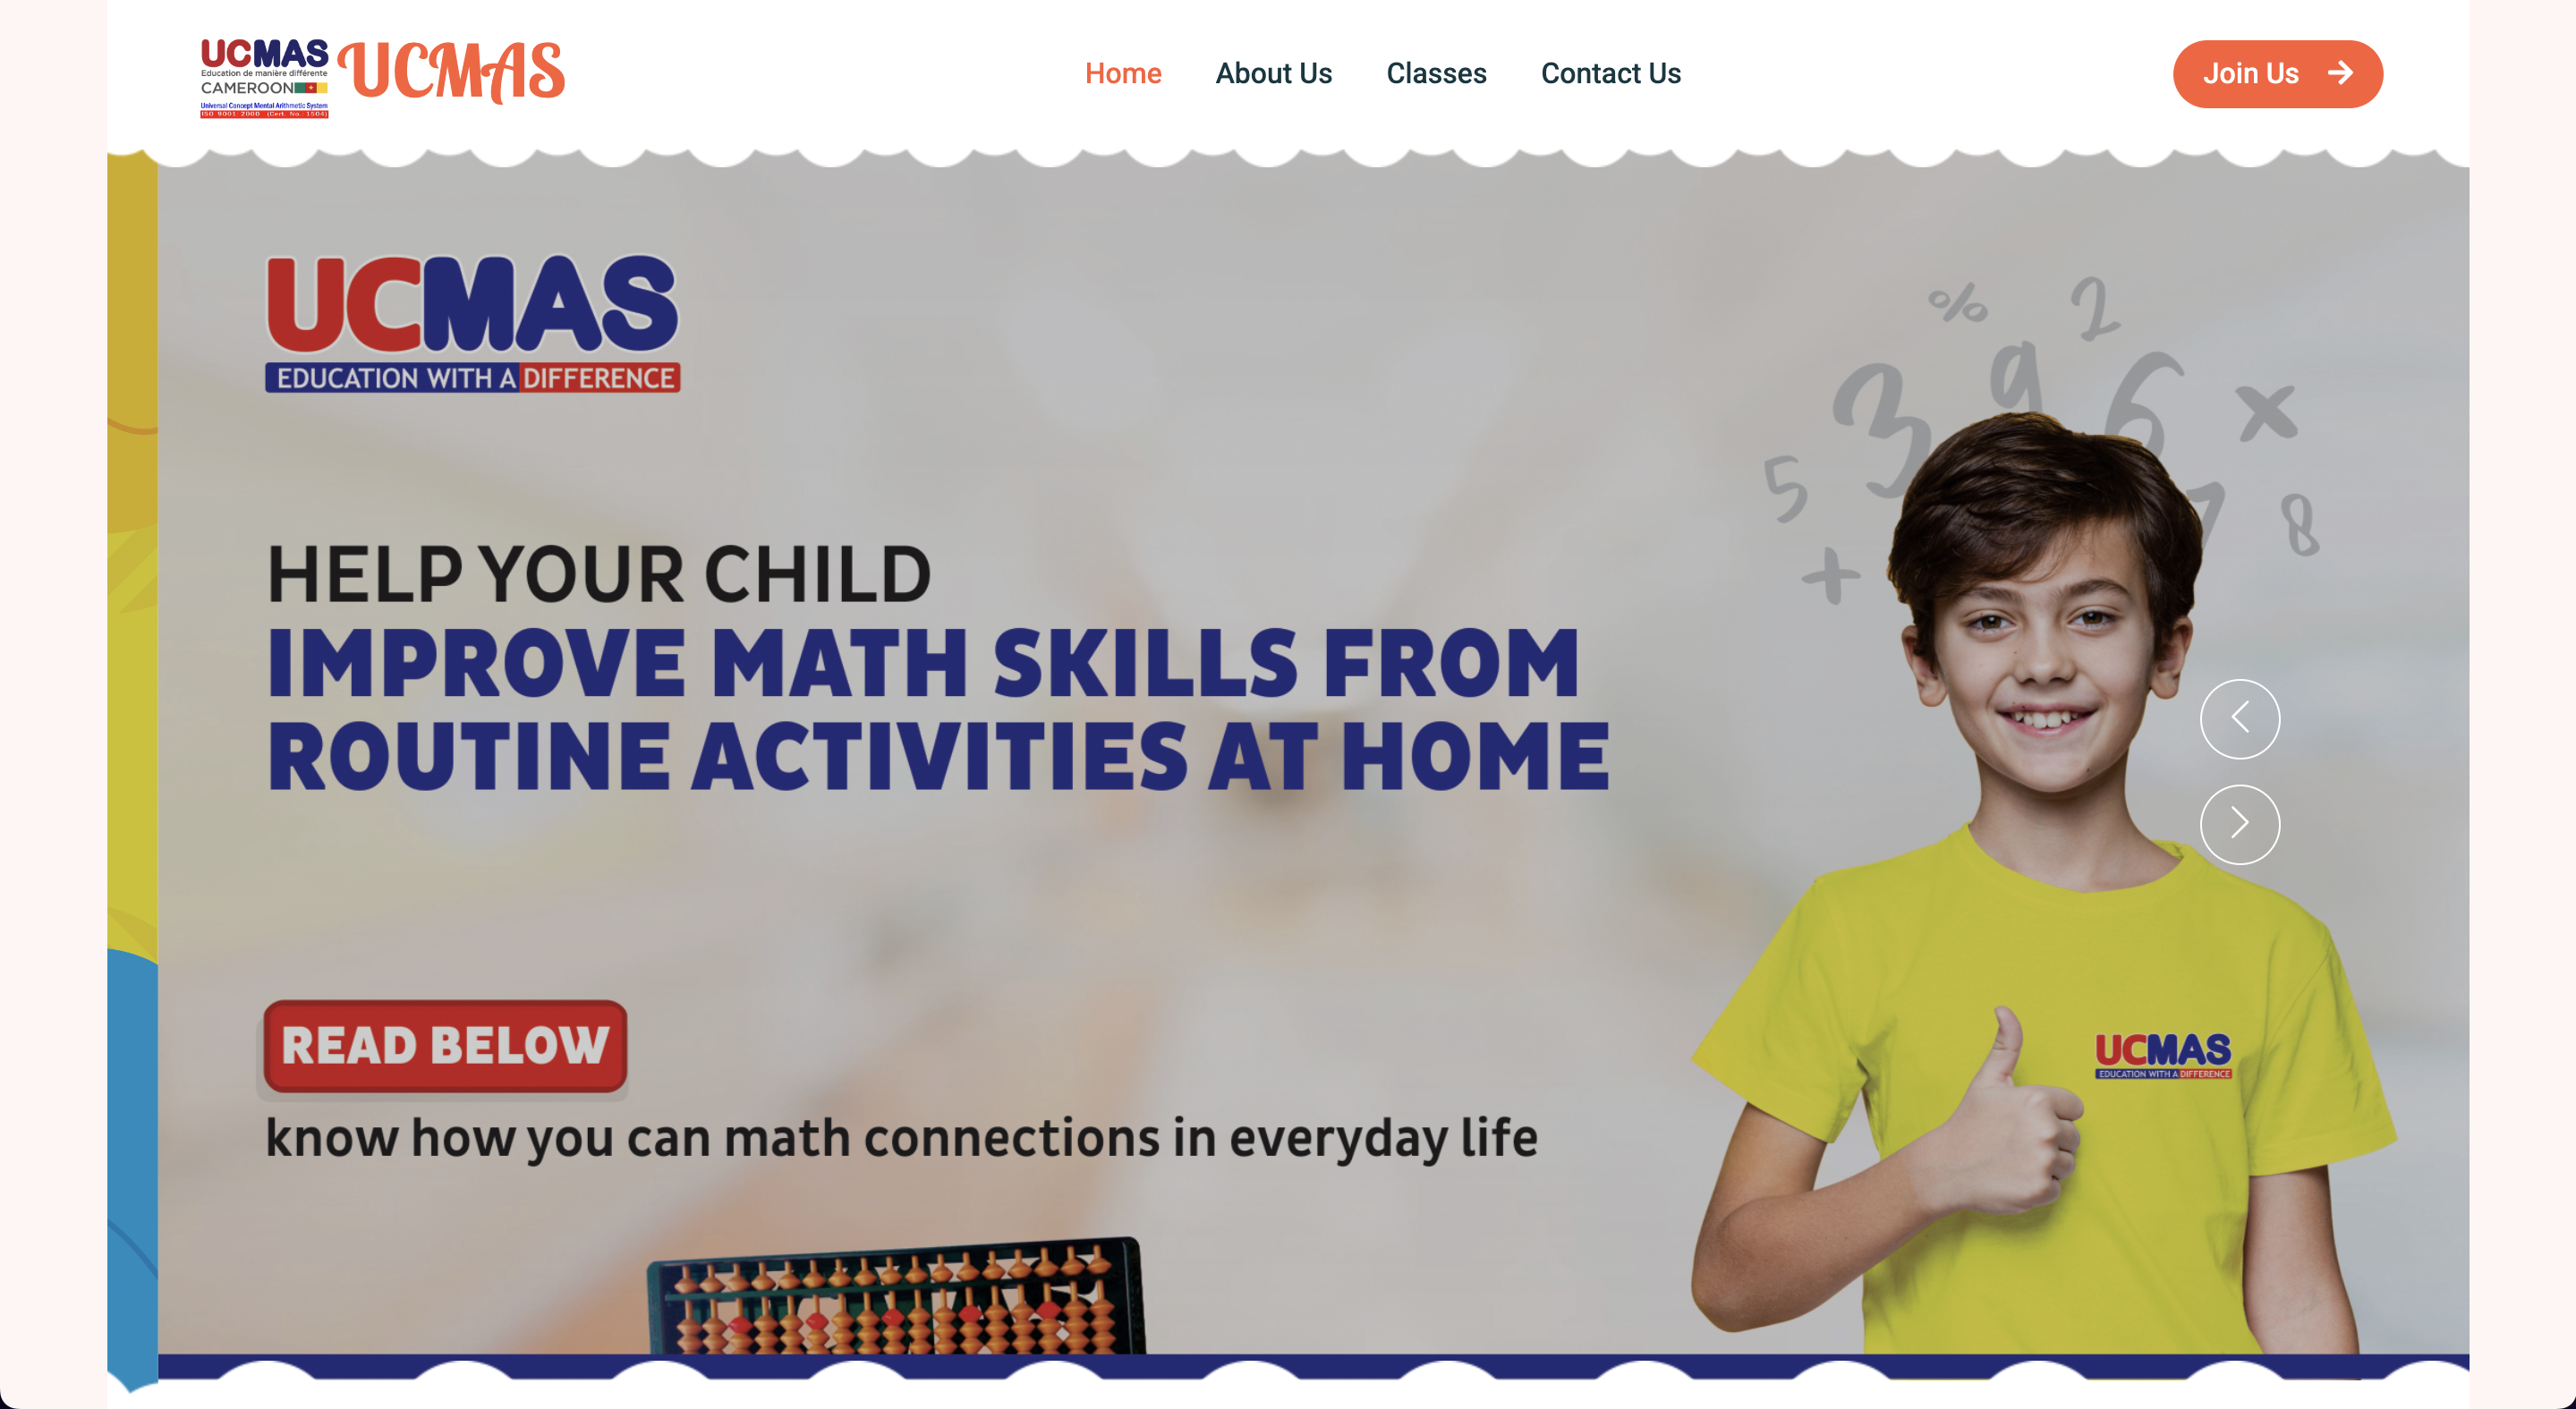 UCMAS
Education de manière différente
CAMEROON
Universal Concept Mental Arithmetic System
ISO 9001: 2000 (Cert. No.: 1504)
UCMAS
Home
About Us
Classes
Contact Us
Join Us
UCMAS
EDUCATION WITH A DIFFERENCE
% 2
3 9 6 x
5 7 8
+
HELP YOUR CHILD
IMPROVE MATH SKILLS FROM
ROUTINE ACTIVITIES AT HOME
READ BELOW
know how you can math connections in everyday life
UCMAS
EDUCATION WITH A DIFFERENCE